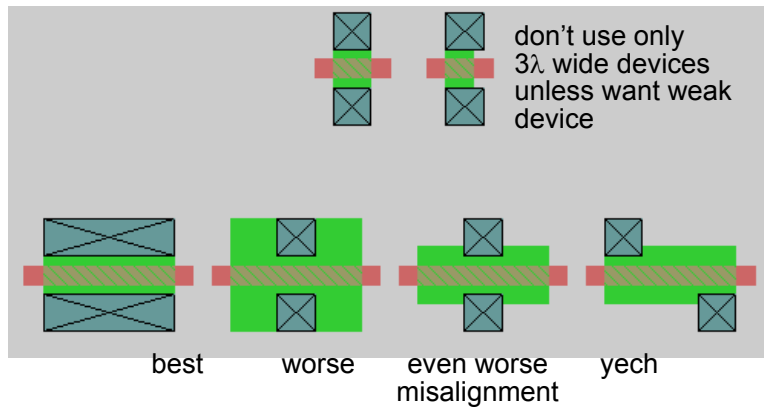 don’t use only
3λ wide devices
unless want weak
device
best worse even worse yech
misalignment